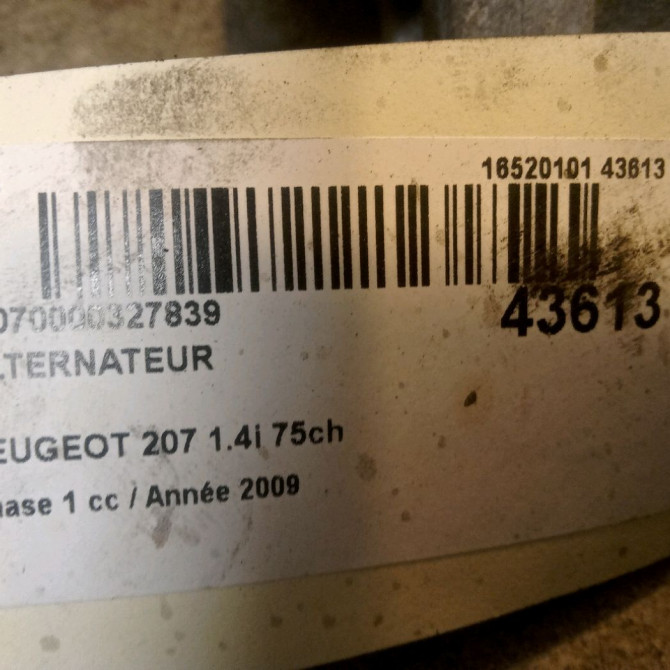 16520101 43613
070000327839
43613
LTERNATEUR
EUGEOT 207 1.4i 75ch
hase 1 cc / Année 2009